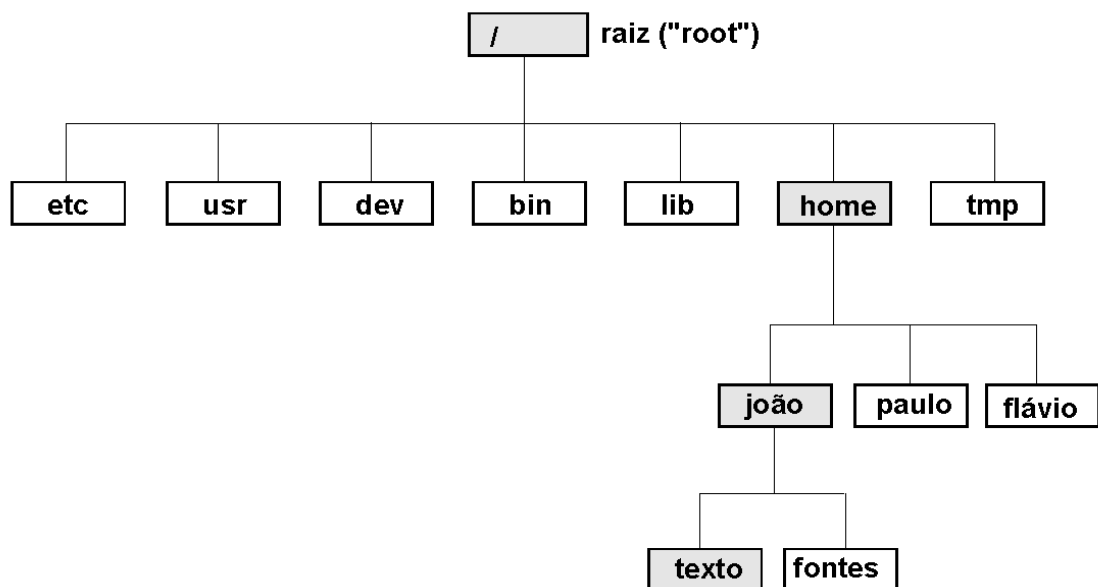 / raiz ("root")
etc usr dev bin lib home tmp
joão paulo flávio
texto fontes